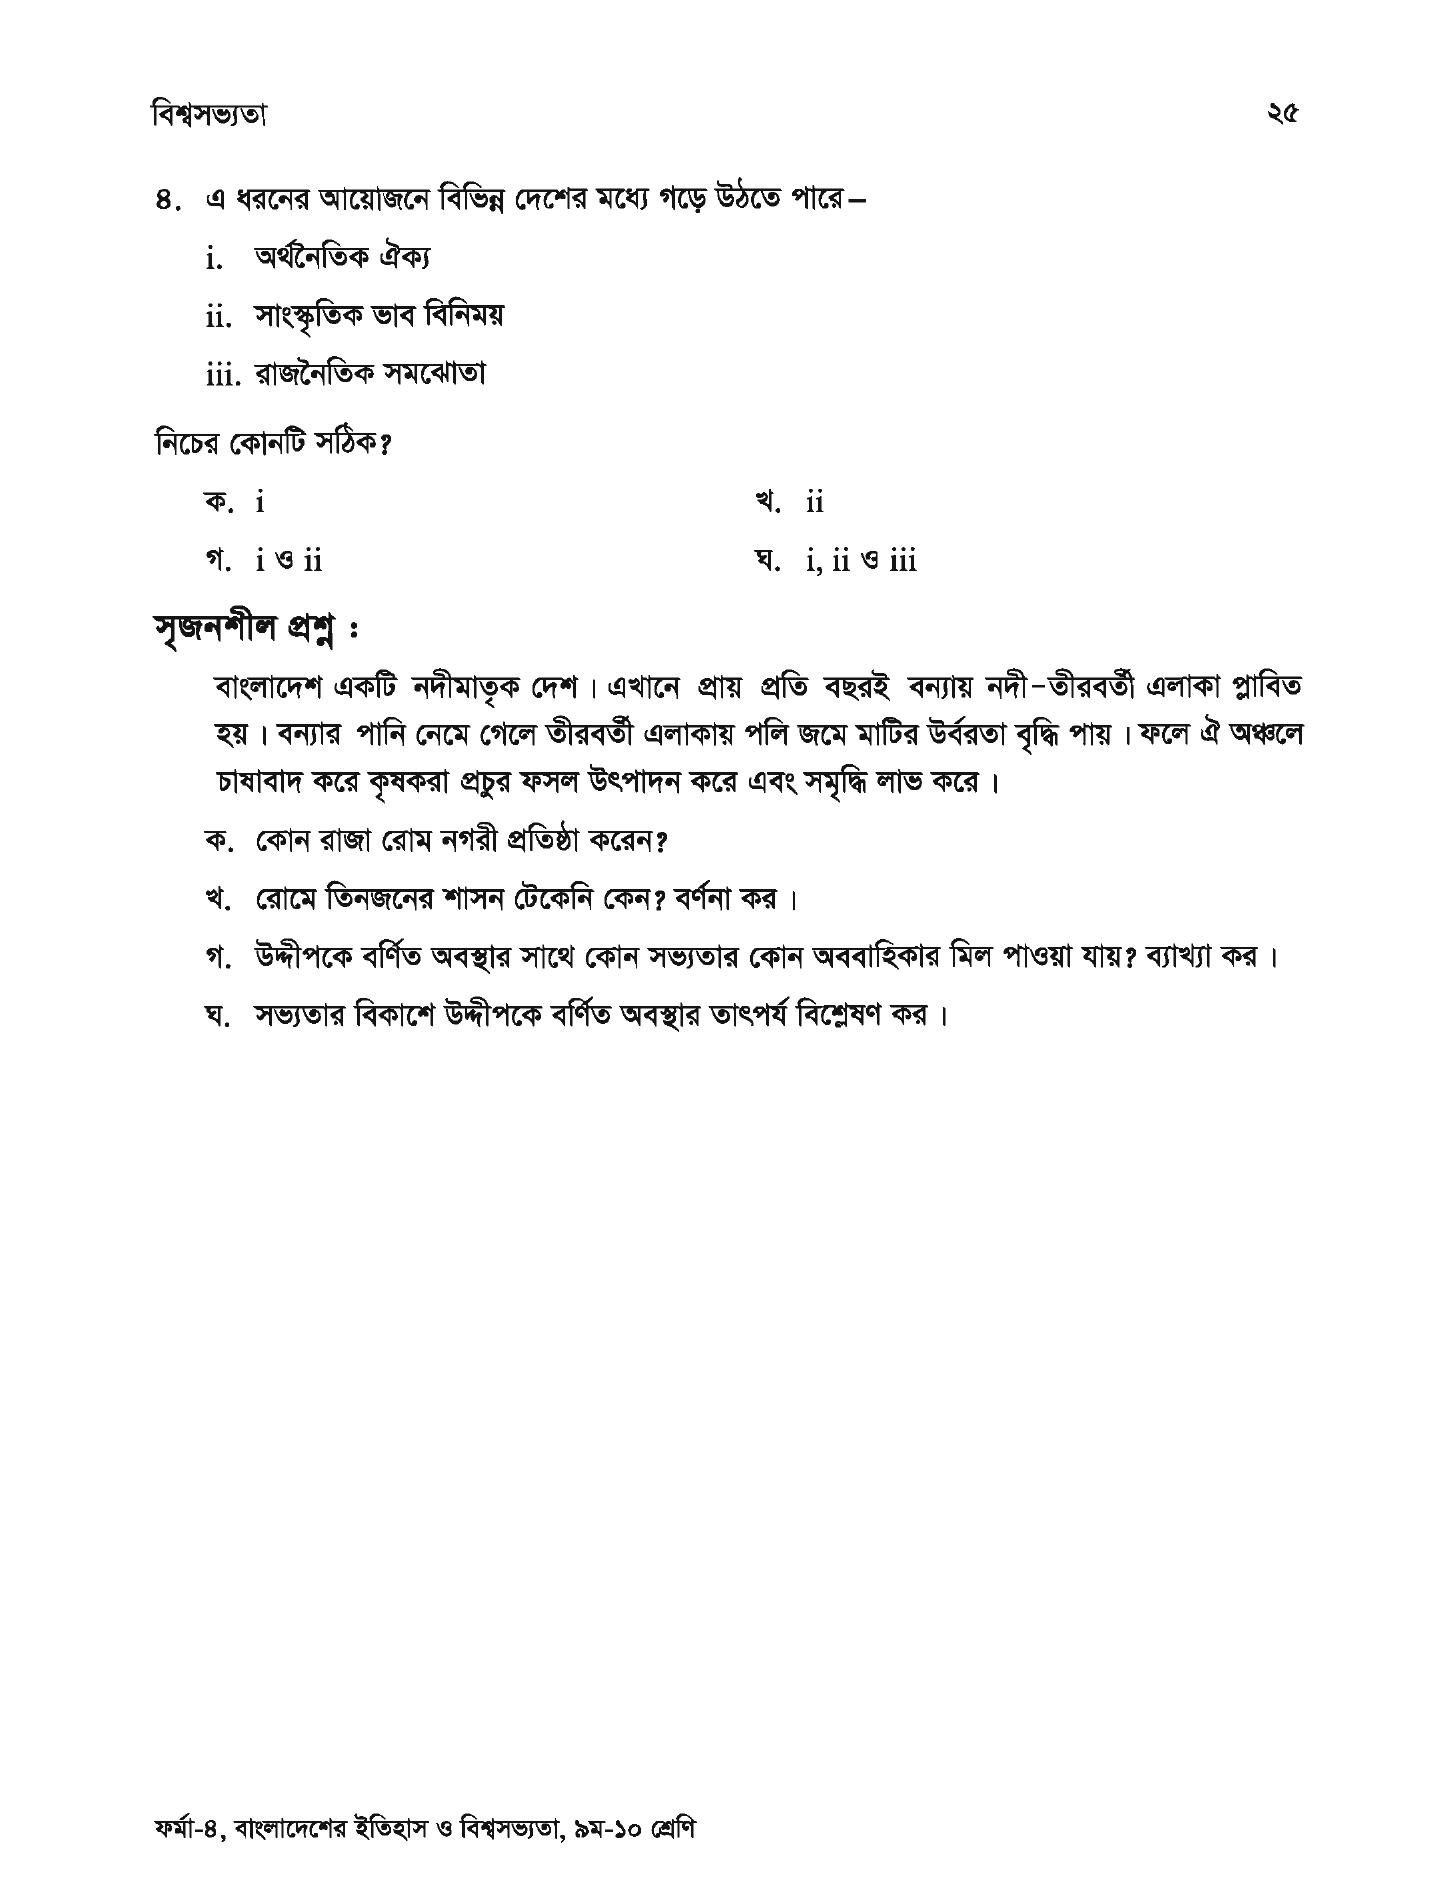 বিশ্বসভ্যতা ২৫
৪. এ ধরনের আয়োজনে বিভিন্ন দেশের মধ্যে গড়ে উঠতে পারে–
i. অর্থনৈতিক ঐক্য
ii. সাংস্কৃতিক ভাব বিনিময়
iii. রাজনৈতিক সমঝোতা
নিচের কোনটি সঠিক?
ক. i খ. ii
গ. i ও ii ঘ. i, ii ও iii
সৃজনশীল প্রশ্ন :
বাংলাদেশ একটি নদীমাতৃক দেশ। এখানে প্রায় প্রতি বছরই বন্যায় নদী-তীরবর্তী এলাকা প্লাবিত
হয়। বন্যার পানি নেমে গেলে তীরবর্তী এলাকায় পলি জমে মাটির উর্বরতা বৃদ্ধি পায়। ফলে ঐ অঞ্চলে
চাষাবাদ করে কৃষকরা প্রচুর ফসল উৎপাদন করে এবং সমৃদ্ধি লাভ করে।
ক. কোন রাজা রোম নগরী প্রতিষ্ঠা করেন?
খ. রোমে তিনজনের শাসন টেকেনি কেন? বর্ণনা কর।
গ. উদ্দীপকে বর্ণিত অবস্থার সাথে কোন সভ্যতার কোন অববাহিকার মিল পাওয়া যায়? ব্যাখ্যা কর।
ঘ. সভ্যতার বিকাশে উদ্দীপকে বর্ণিত অবস্থার তাৎপর্য বিশ্লেষণ কর।
ফর্মা-৪, বাংলাদেশের ইতিহাস ও বিশ্বসভ্যতা, ৯ম-১০ শ্রেণি